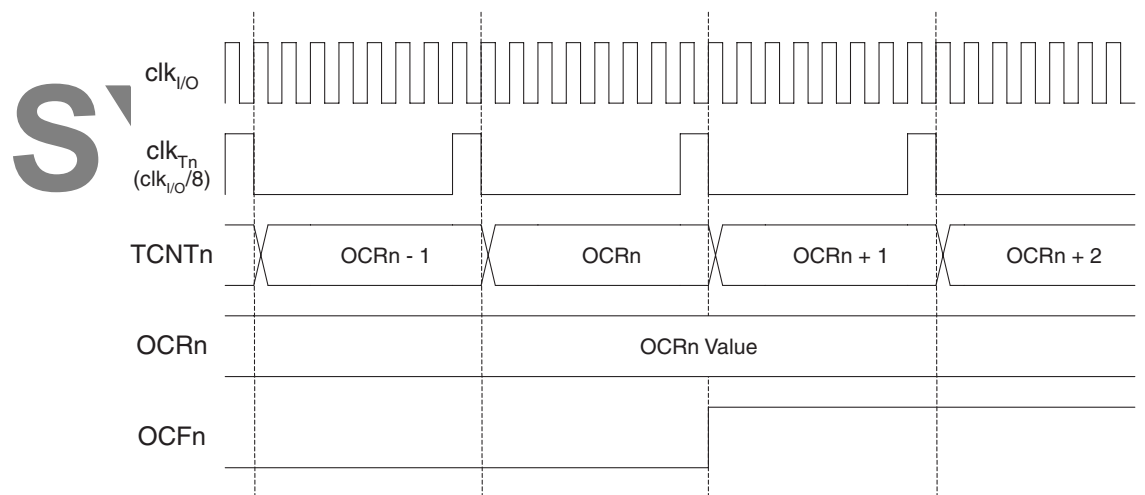 clkI/O
S
clkTn
(clkI/O/8)
TCNTn
OCRn - 1
OCRn
OCRn + 1
OCRn + 2
OCRn
OCRn Value
OCFn